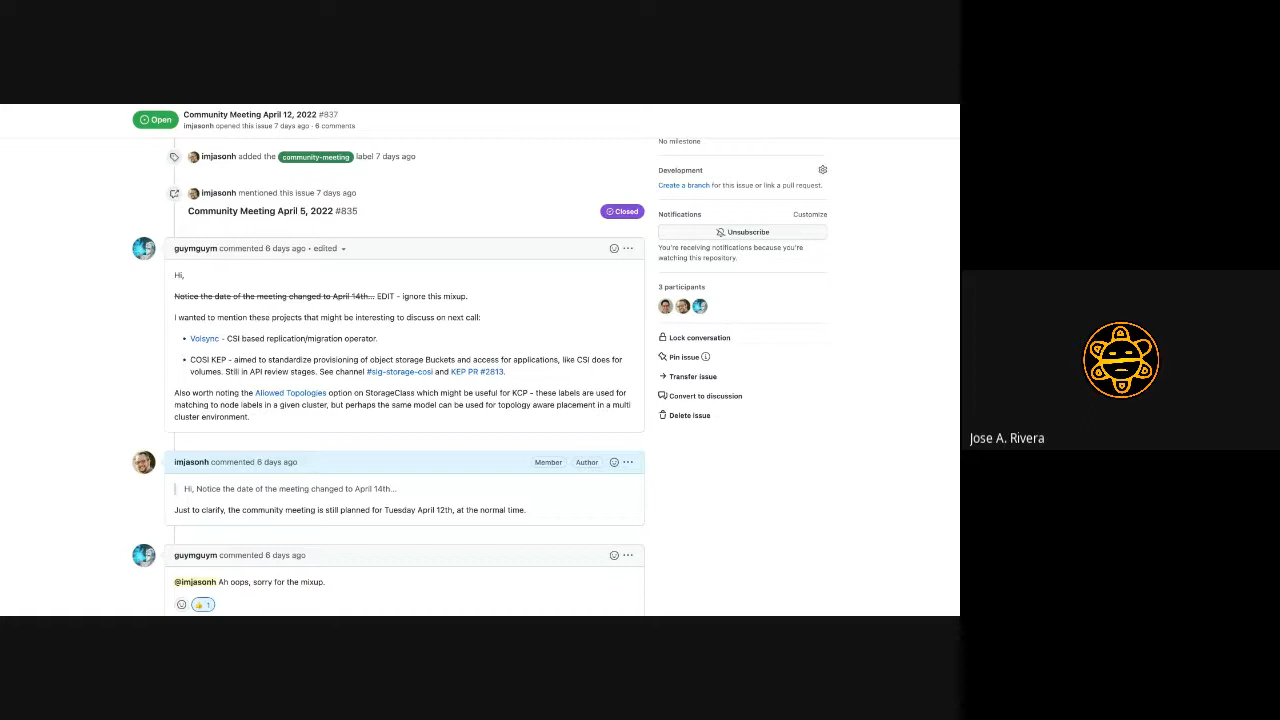 Open
Community Meeting April 12, 2022 #837
imjasonh opened this issue 7 days ago · 6 comments
imjasonh added the community-meeting label 7 days ago
imjasonh mentioned this issue 7 days ago
Community Meeting April 5, 2022 #835
Closed
guymguym commented 6 days ago · edited
Hi,
Notice the date of the meeting changed to April 14th... EDIT - ignore this mixup.
I wanted to mention these projects that might be interesting to discuss on next call:
• Volsync - CSI based replication/migration operator.
• COSI KEP - aimed to standardize provisioning of object storage Buckets and access for applications, like CSI does for
volumes. Still in API review stages. See channel #sig-storage-cosi and KEP PR #2813.
Also worth noting the Allowed Topologies option on StorageClass which might be useful for KCP - these labels are used for
matching to node labels in a given cluster, but perhaps the same model can be used for topology aware placement in a multi
cluster environment.
imjasonh commented 6 days ago
Member
Author
Hi, Notice the date of the meeting changed to April 14th...
Just to clarify, the community meeting is still planned for Tuesday April 12th, at the normal time.
guymguym commented 6 days ago
@imjasonh Ah oops, sorry for the mixup.
1
No milestone
Development
Create a branch for this issue or link a pull request.
Notifications
Customize
Unsubscribe
You're receiving notifications because you're
watching this repository.
3 participants
Lock conversation
Pin issue
Transfer issue
Convert to discussion
Delete issue
Jose A. Rivera